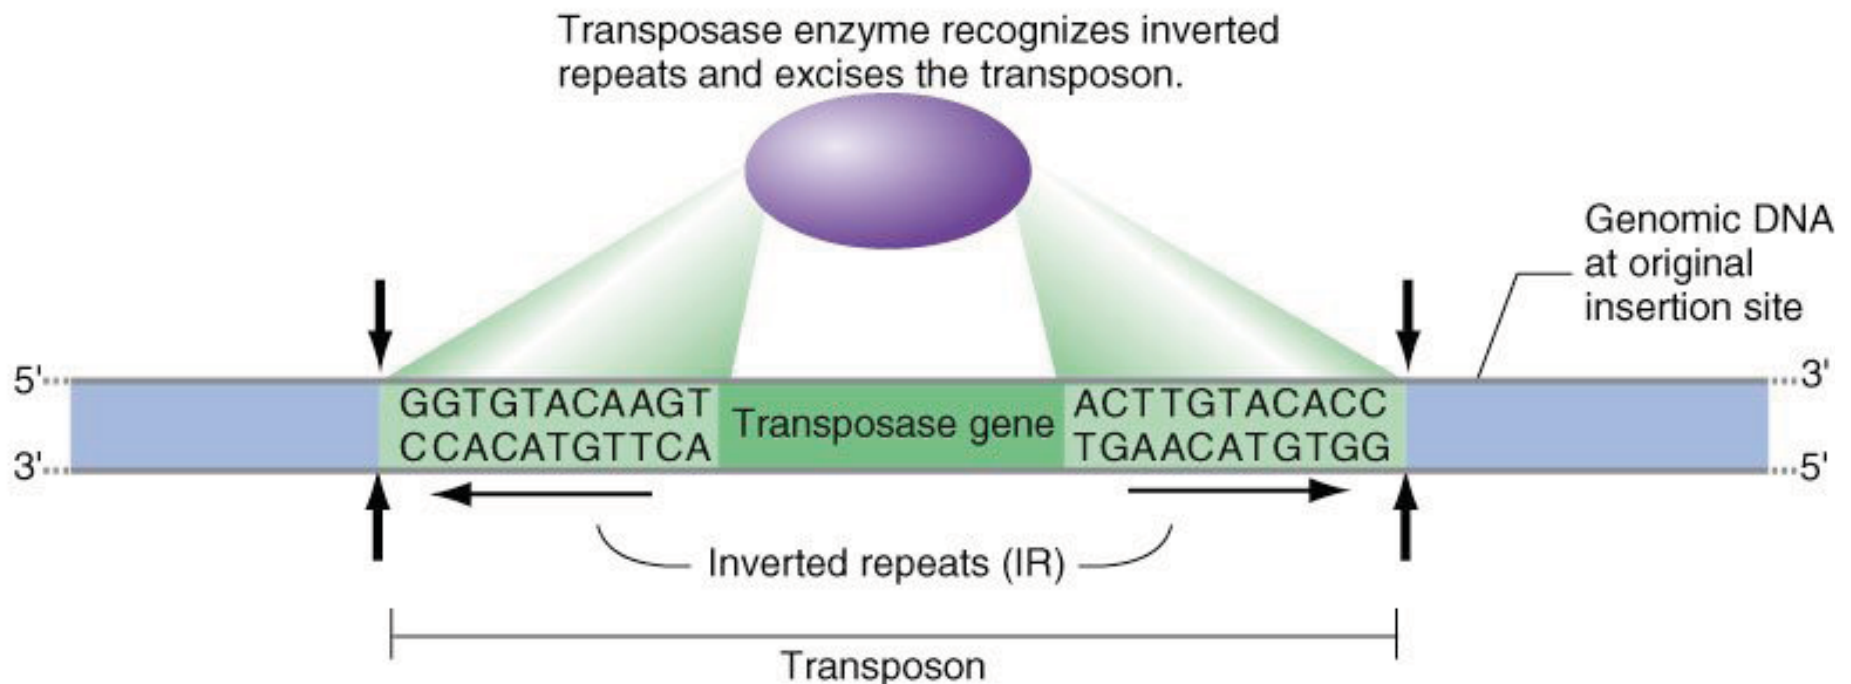 Transposase enzyme recognizes inverted
repeats and excises the transposon.
Genomic DNA
at original
insertion site
5' 3'
GGTGTACAAGT Transposase gene ACTTGTACACC
CCACATGTTCA TGAACATGTGG
3' 5'
Inverted repeats (IR)
Transposon